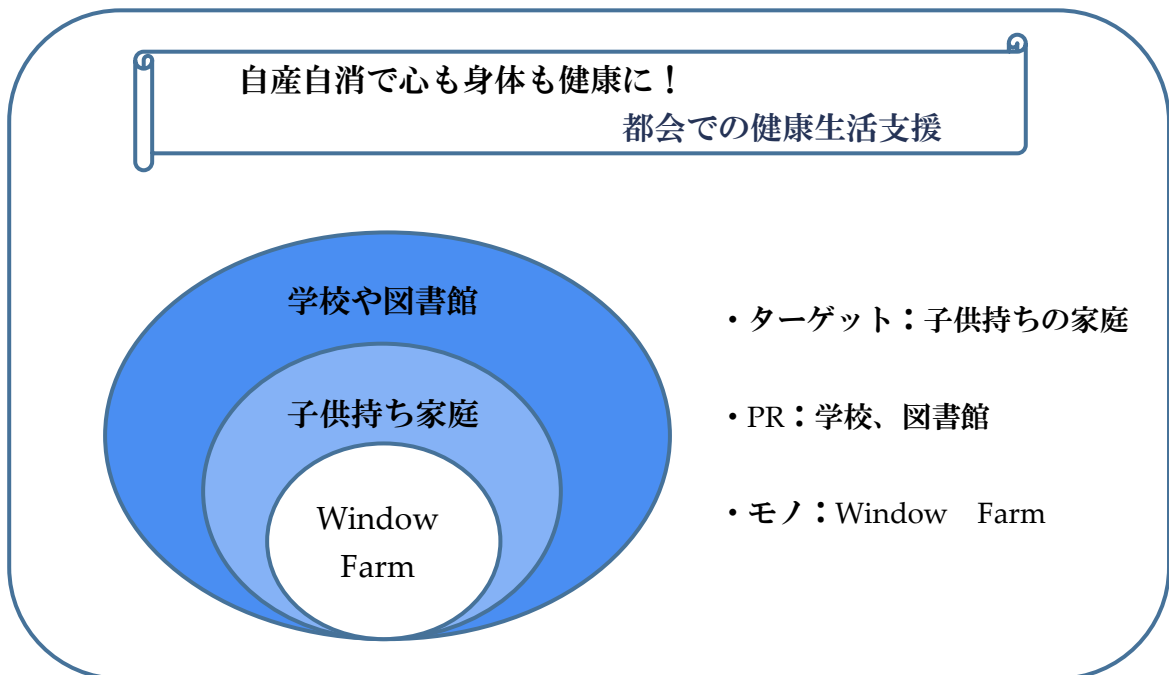 自産自消で心も身体も健康に！
都会での健康生活支援
学校や図書館
子供持ち家庭
Window
Farm
・ターゲット：子供持ちの家庭
・PR：学校、図書館
・モノ：Window　Farm